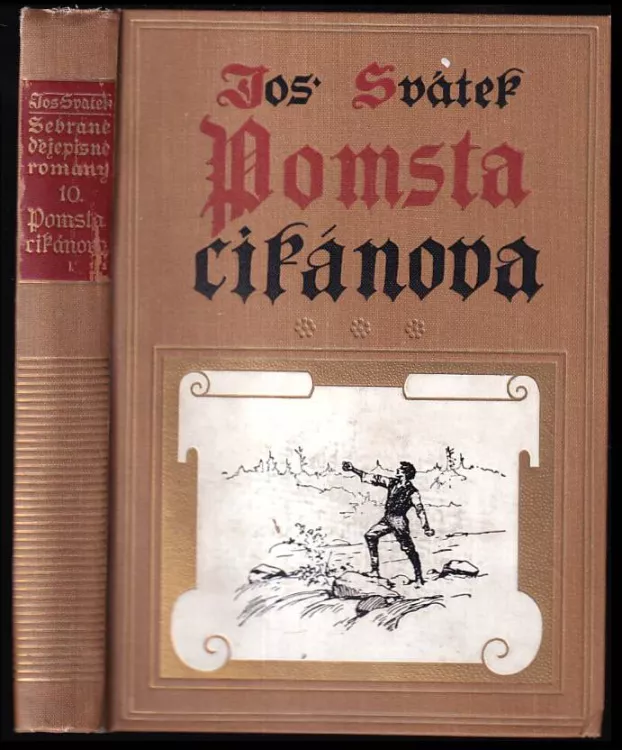 Jos. Svátek
Sebrané
dějepisné
romány
10.
Pomsta
cikánova
I.
Jos. Svátek
Pomsta
cikánova